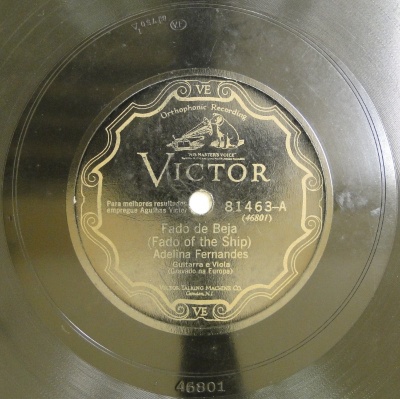 VE
Orthophonic Recording
"HIS MASTER'S VOICE"
VICTOR
Para melhores resultados
empregue Agulhas Victor
81463-A
(46801)
Fado de Beja
(Fado of the Ship)
Adelina Fernandes
Guitarra e Viola
(Gravado na Europa)
VICTOR TALKING MACHINE CO.
Camden, N.J.
VE
46801